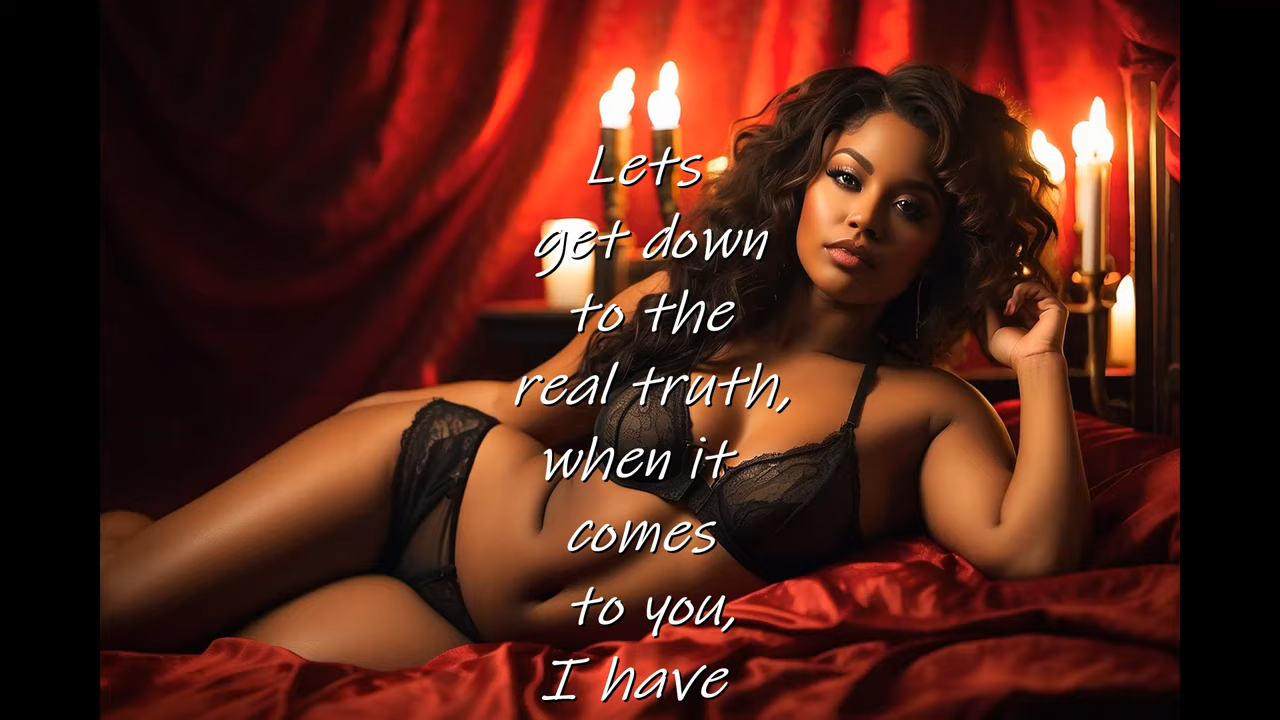 Lets
get down
to the
real truth,
when it
comes
to you,
I have